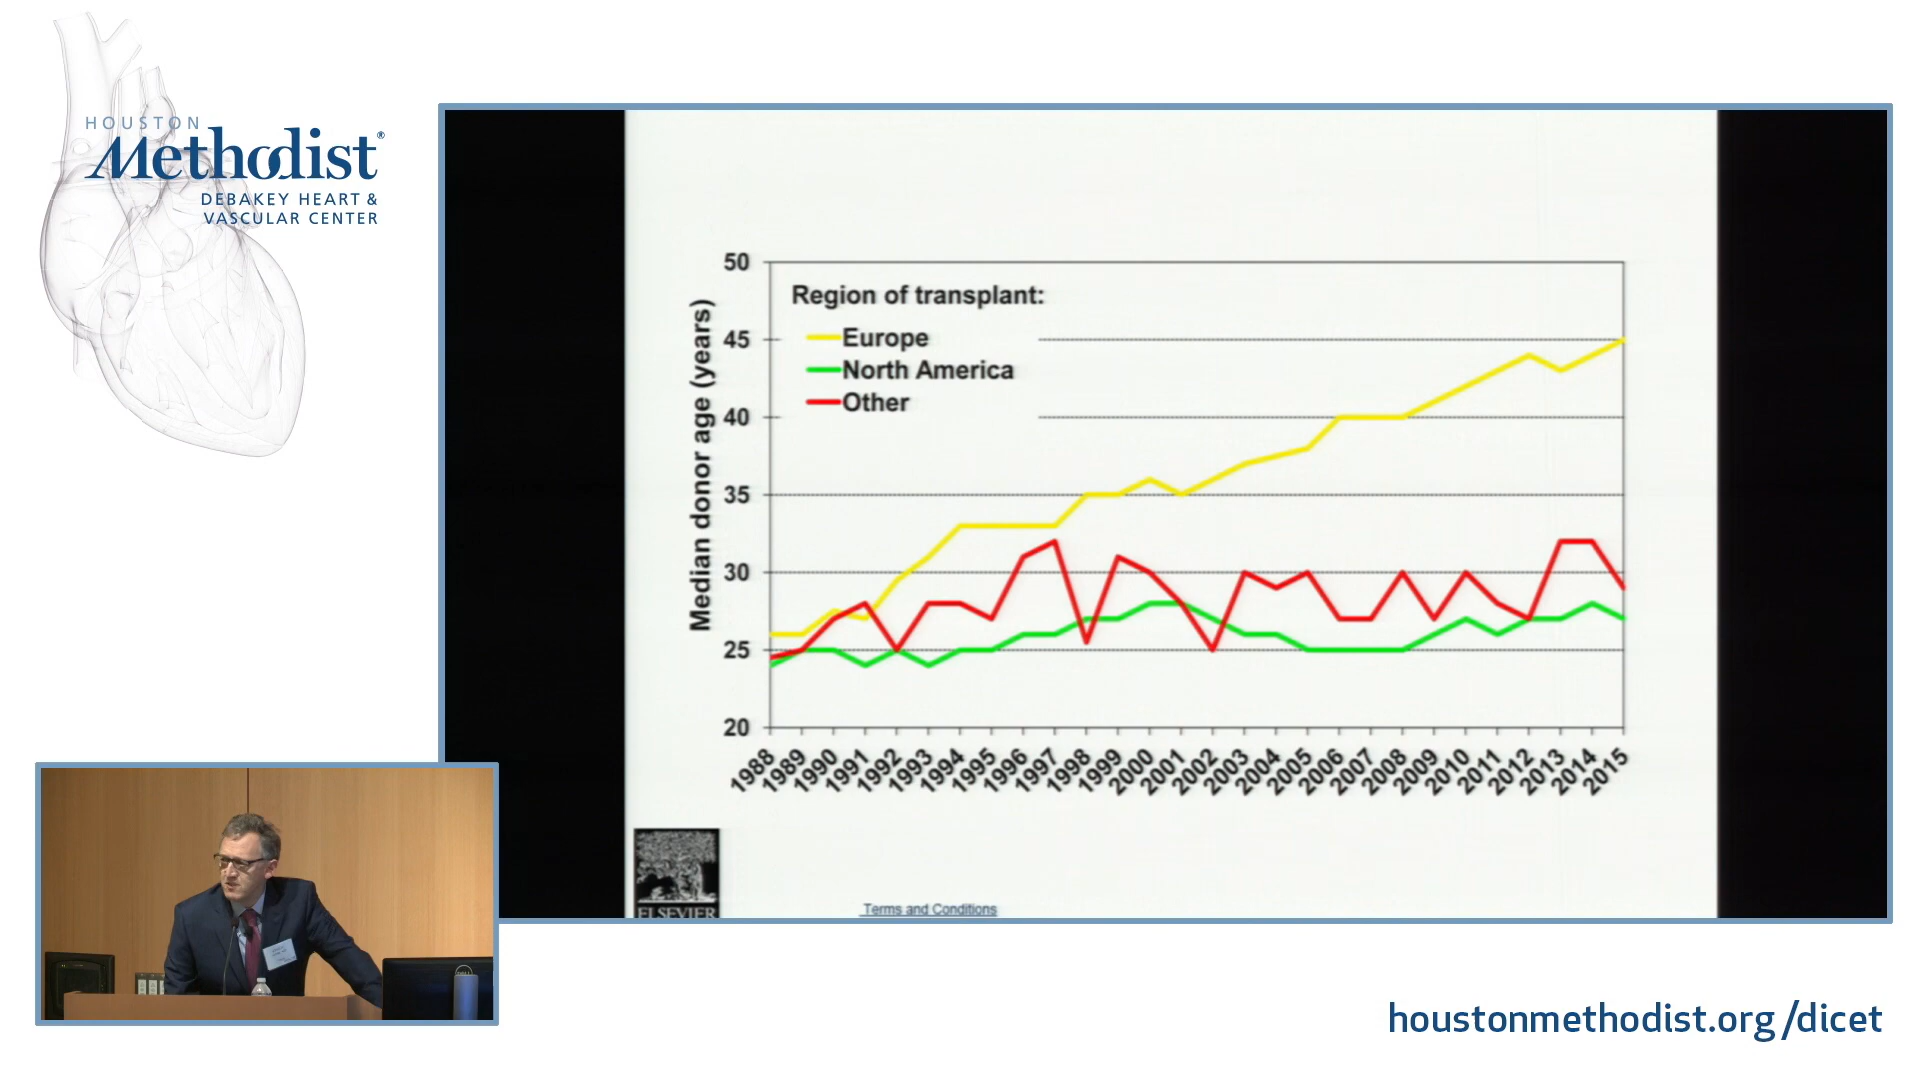 HOUSTON
Methodist®
DEBAKEY HEART &
VASCULAR CENTER
Median donor age (years)
50
45
40
35
30
25
20
Region of transplant:
Europe
North America
Other
1988
1989
1990
1991
1992
1993
1994
1995
1996
1997
1998
1999
2000
2001
2002
2003
2004
2005
2006
2007
2008
2009
2010
2011
2012
2013
2014
2015
ELSEVIER
Terms and Conditions
houstonmethodist.org/dicet